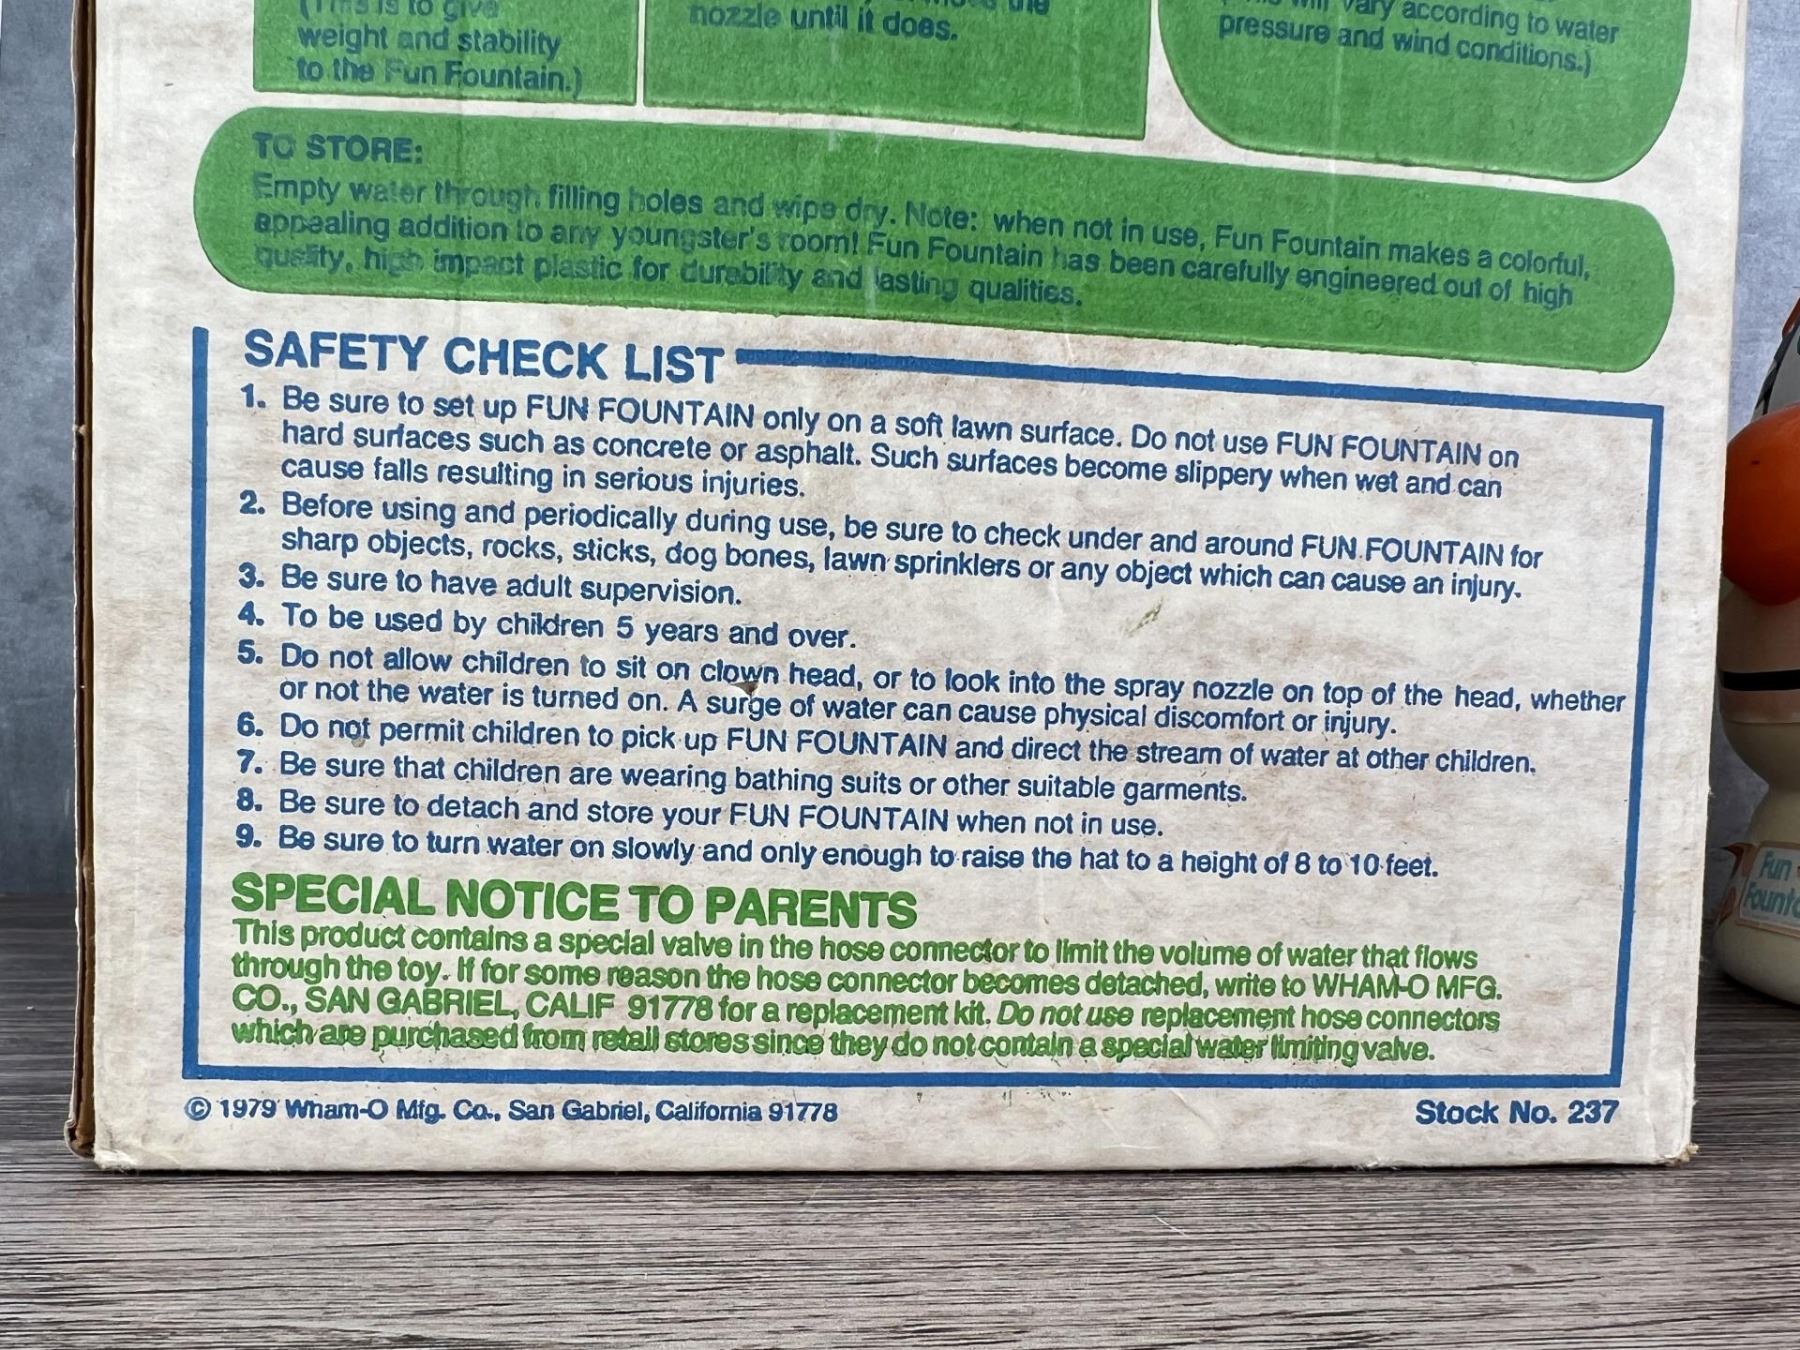 (This is to give
weight and stability
to the Fun Fountain.)
the
nozzle until it does.
will vary according to water
pressure and wind conditions.)
TO STORE:
Empty water through filling holes and wipe dry. Note: when not in use, Fun Fountain makes a colorful,
appealing addition to any youngster's room! Fun Fountain has been carefully engineered out of high
quality, high impact plastic for durability and lasting qualities.
SAFETY CHECK LIST
1. Be sure to set up FUN FOUNTAIN only on a soft lawn surface. Do not use FUN FOUNTAIN on
hard surfaces such as concrete or asphalt. Such surfaces become slippery when wet and can
cause falls resulting in serious injuries.
2. Before using and periodically during use, be sure to check under and around FUN FOUNTAIN for
sharp objects, rocks, sticks, dog bones, lawn sprinklers or any object which can cause an injury.
3. Be sure to have adult supervision.
4. To be used by children 5 years and over.
5. Do not allow children to sit on clown head, or to look into the spray nozzle on top of the head, whether
or not the water is turned on. A surge of water can cause physical discomfort or injury.
6. Do not permit children to pick up FUN FOUNTAIN and direct the stream of water at other children.
7. Be sure that children are wearing bathing suits or other suitable garments.
8. Be sure to detach and store your FUN FOUNTAIN when not in use.
9. Be sure to turn water on slowly and only enough to raise the hat to a height of 8 to 10 feet.
SPECIAL NOTICE TO PARENTS
This product contains a special valve in the hose connector to limit the volume of water that flows
through the toy. If for some reason the hose connector becomes detached, write to WHAM-O MFG.
CO., SAN GABRIEL, CALIF 91778 for a replacement kit. Do not use replacement hose connectors
which are purchased from retail stores since they do not contain a special water limiting valve.
© 1979 Wham-O Mfg. Co., San Gabriel, California 91778
Stock No. 237
Fun